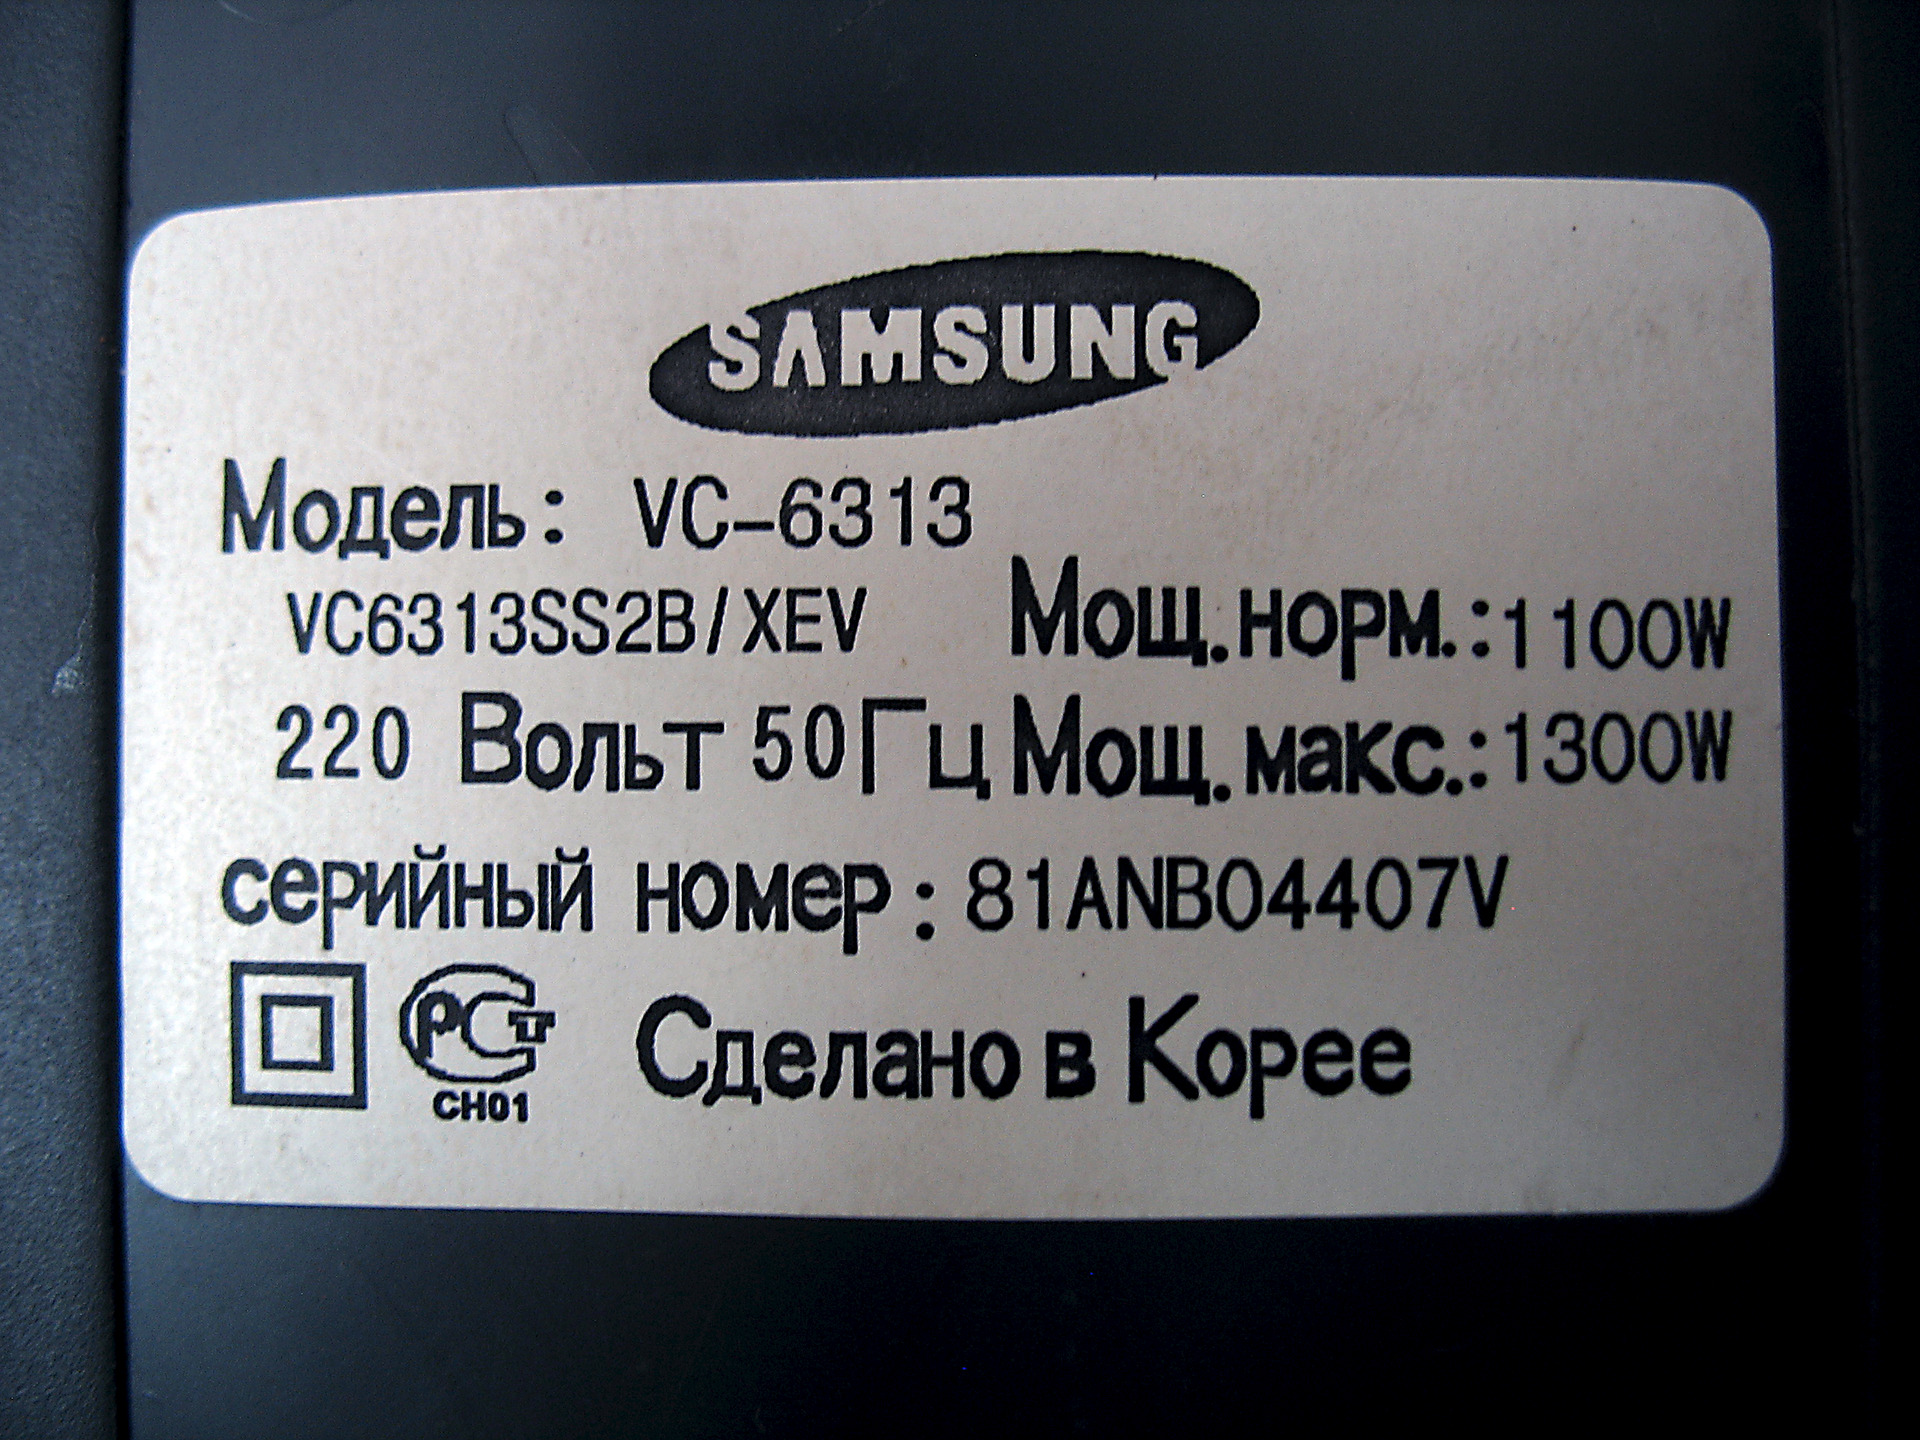 SAMSUNG
Модель: VC-6313
VC6313SS2B/XEV Мощ.норм.:1100W
220 Вольт 50Гц Мощ.макс.:1300W
серийный номер: 81ANB04407V
РСТ Сделано в Корее
CH01